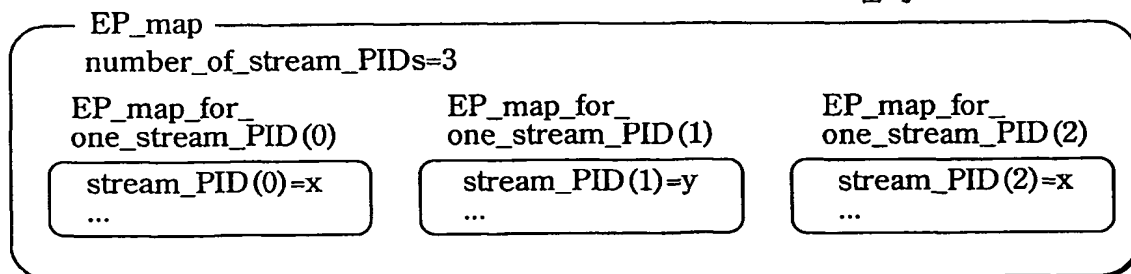 EP_map
number_of_stream_PIDs=3
EP_map_for_ EP_map_for_ EP_map_for_
one_stream_PID(0) one_stream_PID(1) one_stream_PID(2)
stream_PID(0)=x stream_PID(1)=y stream_PID(2)=x
... ... ...